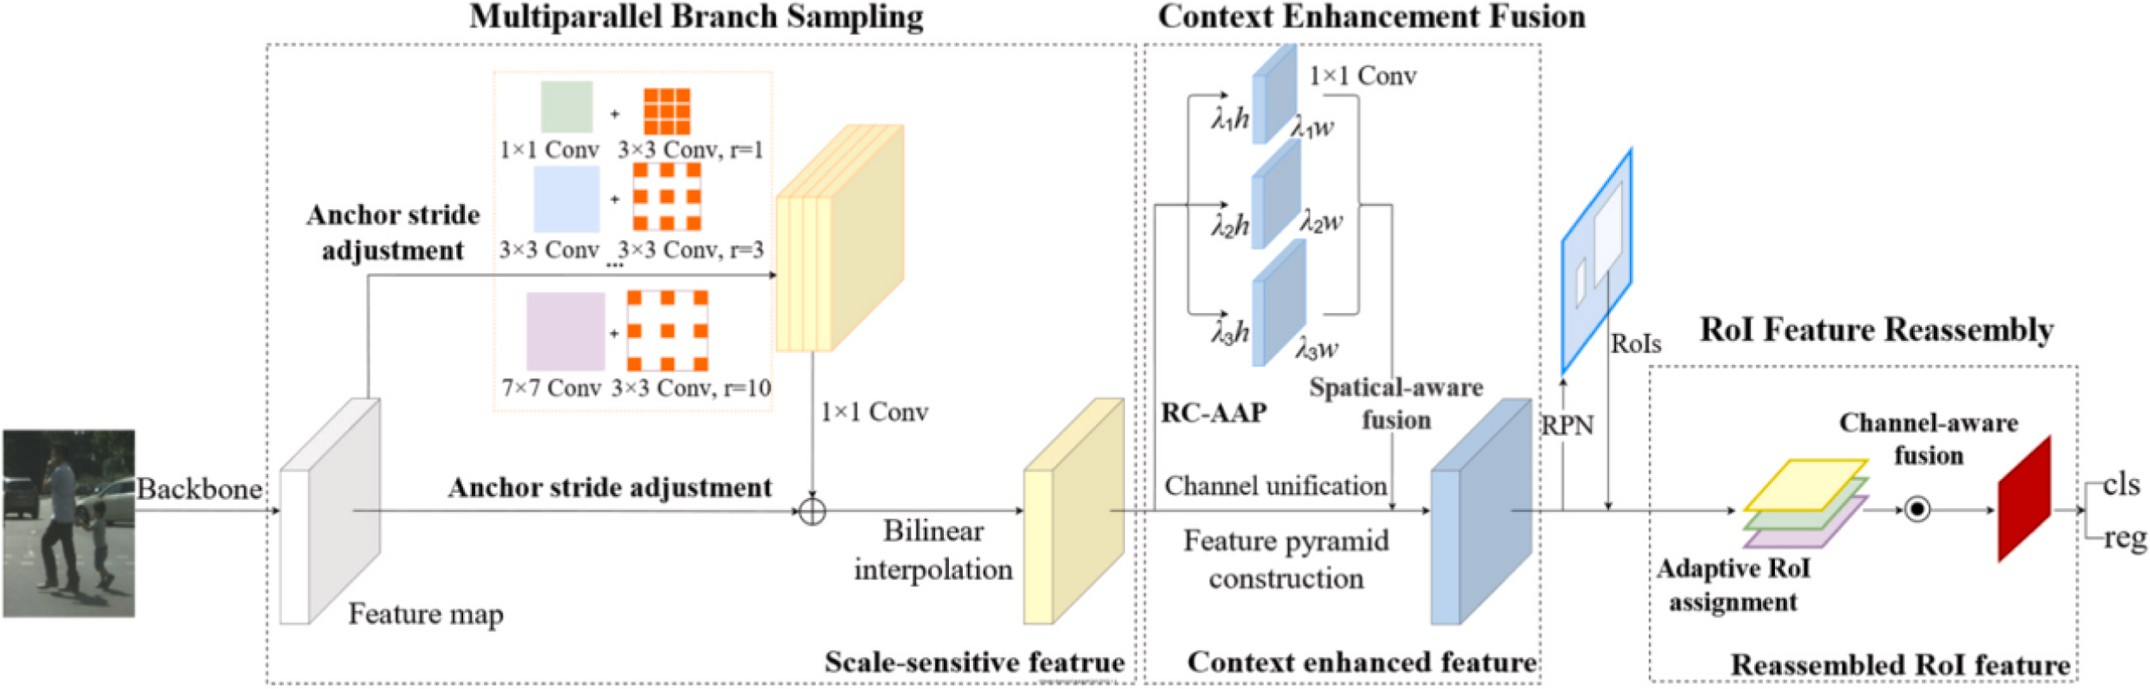 Multiparallel Branch Sampling
Context Enhancement Fusion
+
1×1 Conv 3×3 Conv, r=1
+
3×3 Conv 3×3 Conv, r=3
...
+
7×7 Conv 3×3 Conv, r=10
Anchor stride
adjustment
1×1 Conv
Backbone
Anchor stride adjustment
Feature map
Bilinear
interpolation
Scale-sensitive featrue
1×1 Conv
λ1h
λ1w
λ2h
λ2w
λ3h
λ3w
RC-AAP
Spatical-aware
fusion
Channel unification
Feature pyramid
construction
Context enhanced feature
RPN
RoIs
RoI Feature Reassembly
Channel-aware
fusion
Adaptive RoI
assignment
Reassembled RoI feature
cls
reg